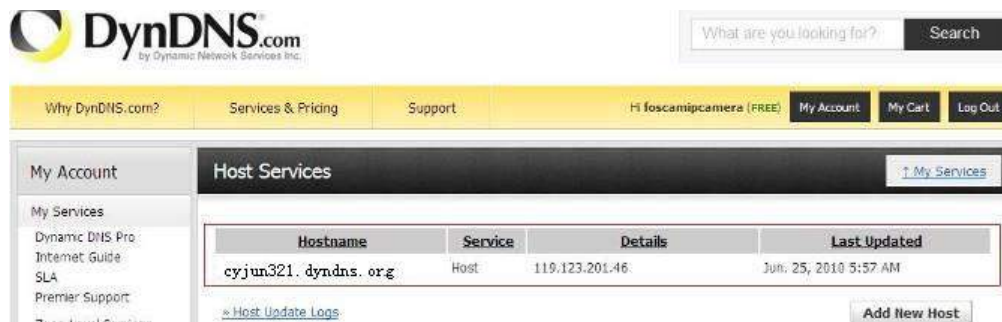 DynDNS.com
by Dynamic Network Services Inc.
What are you looking for?
Search
Why DynDNS.com?
Services & Pricing
Support
Hi foscamipcamera (FREE)
My Account
My Cart
Log Out
My Account
Host Services
↑ My Services
My Services
Dynamic DNS Pro
Internet Guide
SLA
Premier Support
Hostname
Service
Details
Last Updated
cyjun321.dyndns.org
Host
119.123.201.46
Jun. 25, 2010 5:57 AM
» Host Update Logs
Add New Host